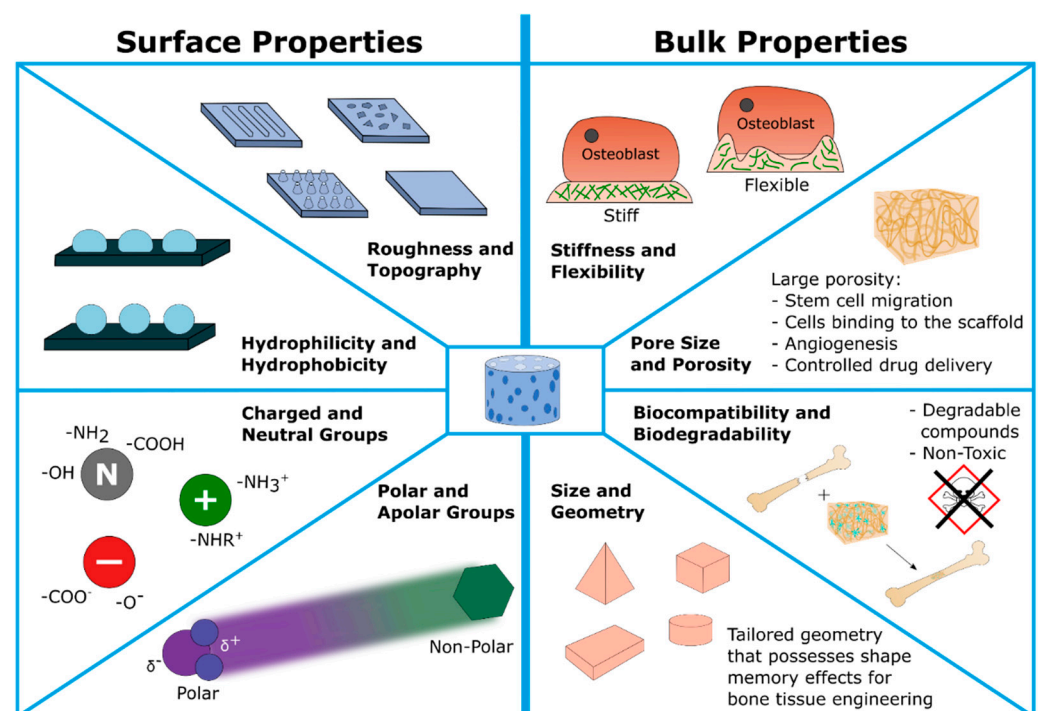 Surface Properties
Bulk Properties
Roughness and
Topography
Hydrophilicity and
Hydrophobicity
Charged and
Neutral Groups
-NH2
-COOH
-OH
N
+
-NH3+
-NHR+
−
-COO-
-O-
Polar and
Apolar Groups
δ-
δ+
Polar
Non-Polar
Osteoblast
Stiff
Osteoblast
Flexible
Stiffness and
Flexibility
Large porosity:
- Stem cell migration
- Cells binding to the scaffold
- Angiogenesis
- Controlled drug delivery
Pore Size
and Porosity
Biocompatibility and
Biodegradability
- Degradable
compounds
- Non-Toxic
+
Size and
Geometry
Tailored geometry
that possesses shape
memory effects for
bone tissue engineering